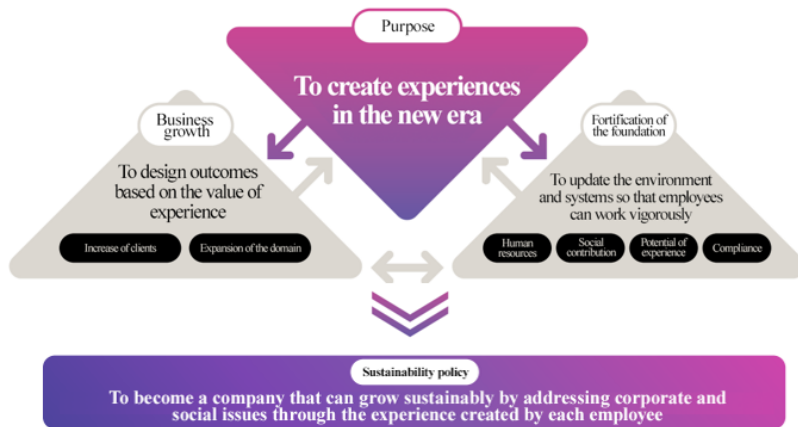 Purpose
To create experiences
in the new era
Business
growth
To design outcomes
based on the value of
experience
Increase of clients
Expansion of the domain
Fortification of
the foundation
To update the environment
and systems so that employees
can work vigorously
Human
resources
Social
contribution
Potential of
experience
Compliance
Sustainability policy
To become a company that can grow sustainably by addressing corporate and
social issues through the experience created by each employee